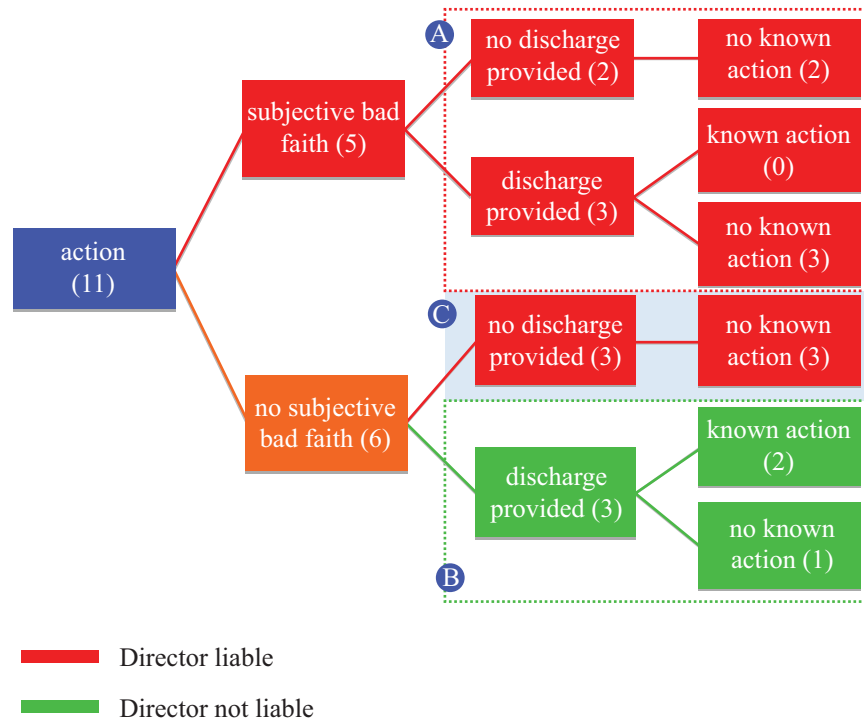 A
no discharge
provided (2)
no known
action (2)
subjective bad
faith (5)
known action
(0)
discharge
provided (3)
no known
action (3)
action
(11)
C
no discharge
provided (3)
no known
action (3)
no subjective
bad faith (6)
known action
(2)
discharge
provided (3)
no known
action (1)
B
Director liable
Director not liable